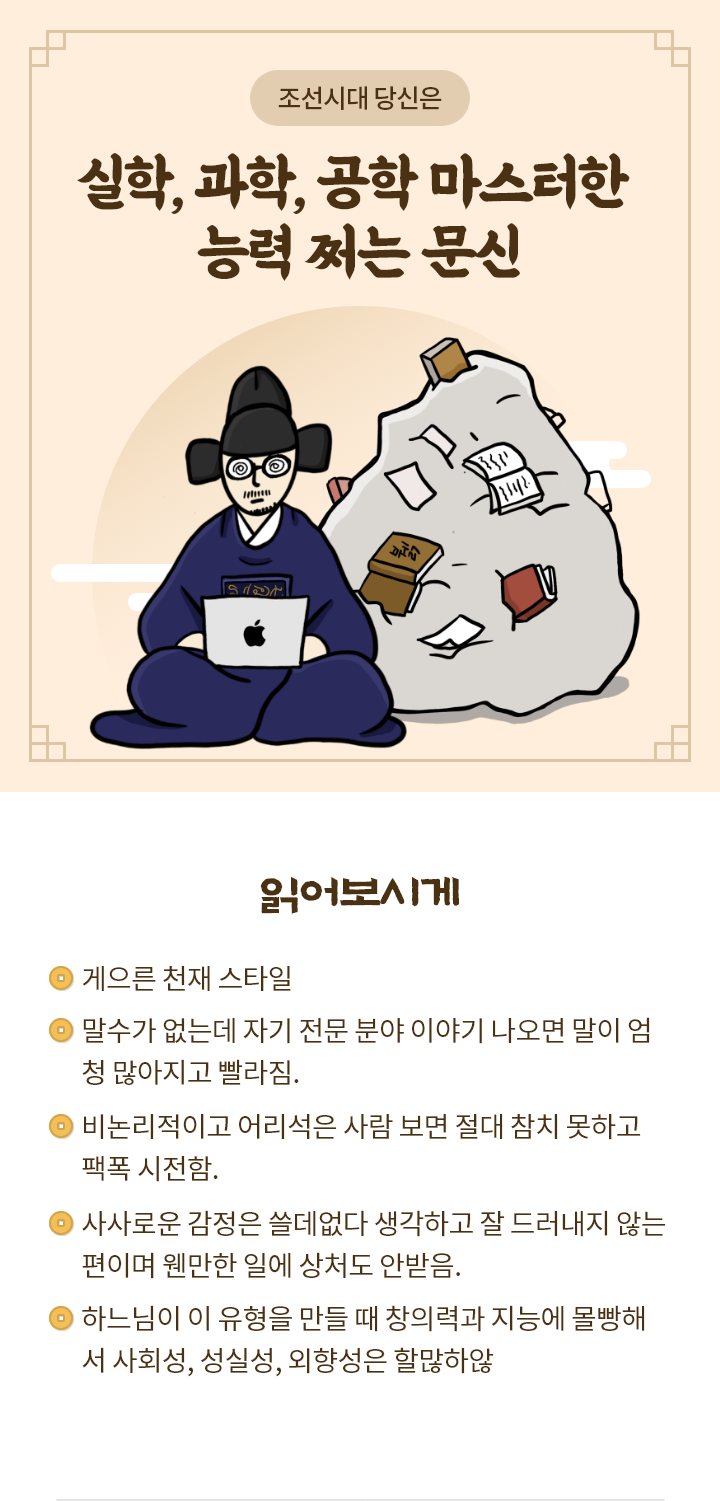 조선시대 당신은
실학, 과학, 공학 마스터한
능력 쩌는 문신
읽어보시게
게으른 천재 스타일
말수가 없는데 자기 전문 분야 이야기 나오면 말이 엄
청 많아지고 빨라짐.
비논리적이고 어리석은 사람 보면 절대 참치 못하고
팩폭 시전함.
사사로운 감정은 쓸데없다 생각하고 잘 드러내지 않는
편이며 웬만한 일에 상처도 안받음.
하느님이 이 유형을 만들 때 창의력과 지능에 몰빵해
서 사회성, 성실성, 외향성은 할많하않